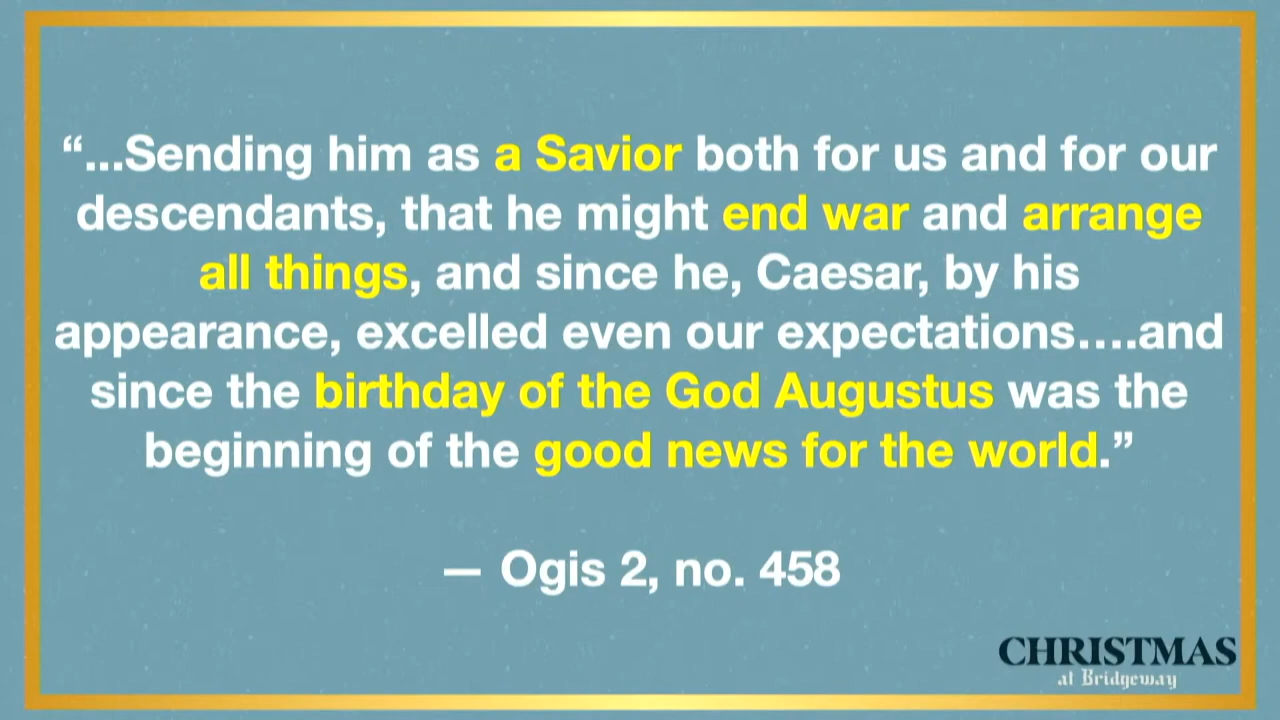 “...Sending him as a Savior both for us and for our
descendants, that he might end war and arrange
all things, and since he, Caesar, by his
appearance, excelled even our expectations....and
since the birthday of the God Augustus was the
beginning of the good news for the world.”
— Ogis 2, no. 458
CHRISTMAS
at Bridgeway